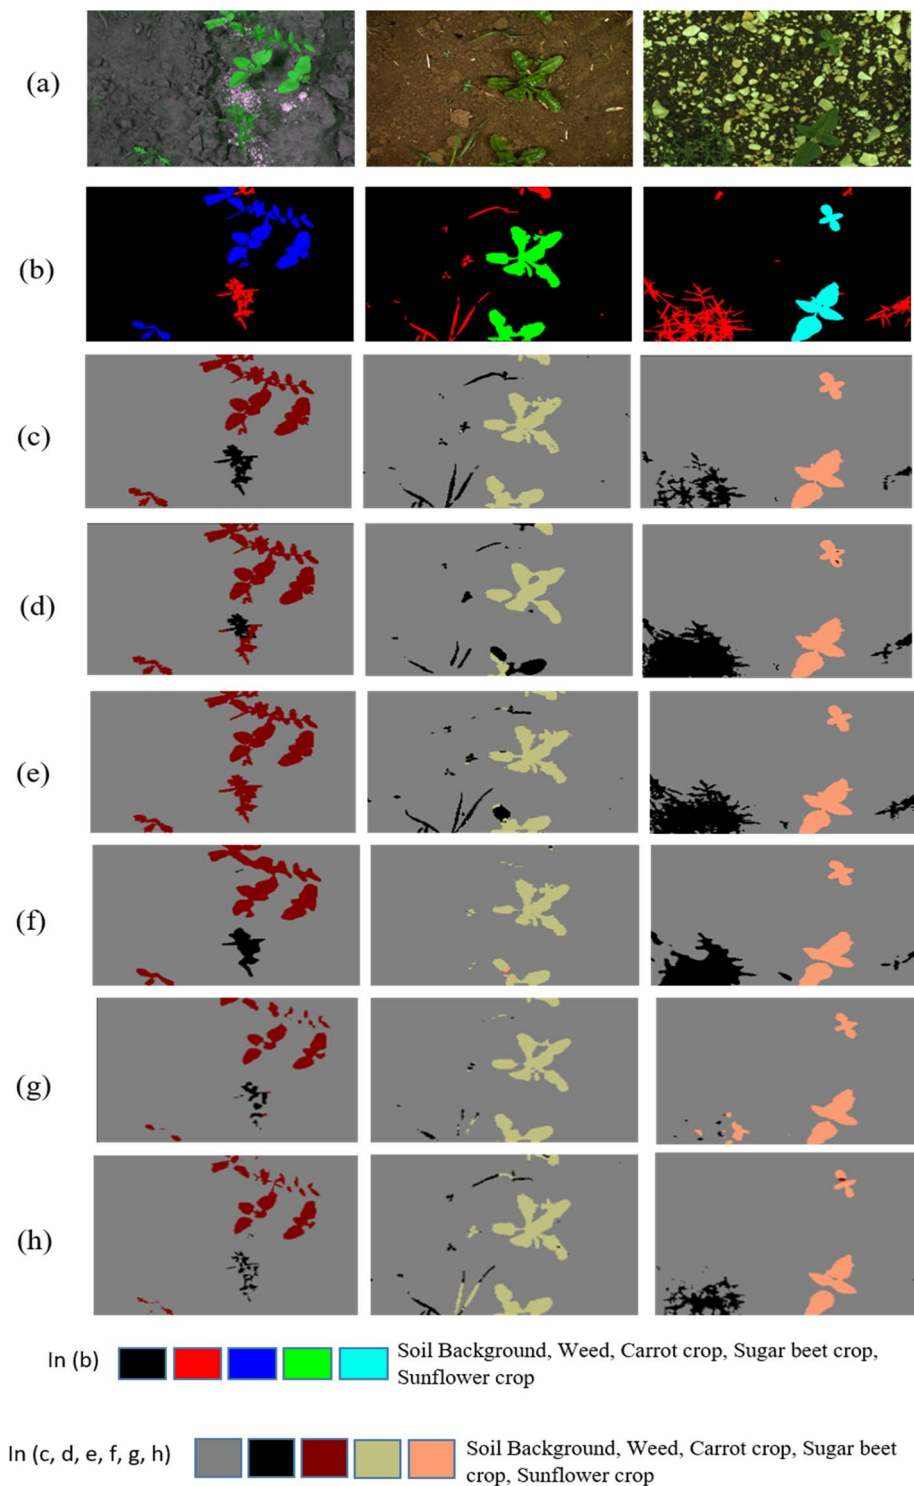 (a)
(b)
(c)
(d)
(e)
(f)
(g)
(h)
In (b)
Soil Background, Weed, Carrot crop, Sugar beet crop,
Sunflower crop
In (c, d, e, f, g, h)
Soil Background, Weed, Carrot crop, Sugar beet
crop, Sunflower crop